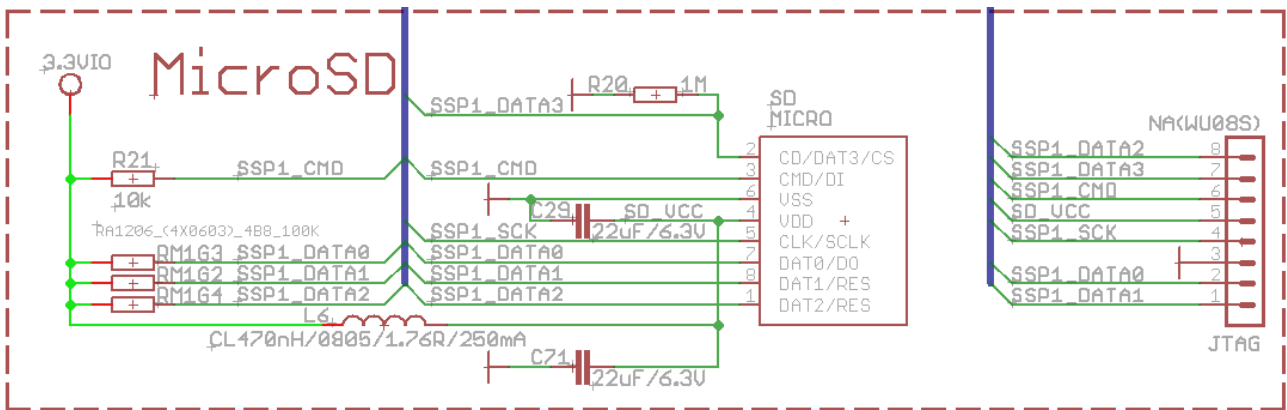 3.3VIO
MicroSD
R20 1M
SSP1_DATA3
SD
MICRO
NA(WU08S)
R21
10k
SSP1_CMD
SSP1_CMD
2 CD/DAT3/CS
3 CMD/DI
6 VSS
4 VDD
5 CLK/SCLK
7 DAT0/DO
8 DAT1/RES
1 DAT2/RES
C29
SD_VCC
22uF/6.3V
RA1206_(4X0603)_4B8_100K
SSP1_SCK
RM1G3 SSP1_DATA0
SSP1_DATA0
RM1G2 SSP1_DATA1
SSP1_DATA1
RM1G4 SSP1_DATA2
SSP1_DATA2
L6
CL470nH/0805/1.76R/250mA
C71
22uF/6.3V
SSP1_DATA2 8
SSP1_DATA3 7
SSP1_CMD 6
SD_VCC 5
SSP1_SCK 4
3
SSP1_DATA0 2
SSP1_DATA1 1
JTAG